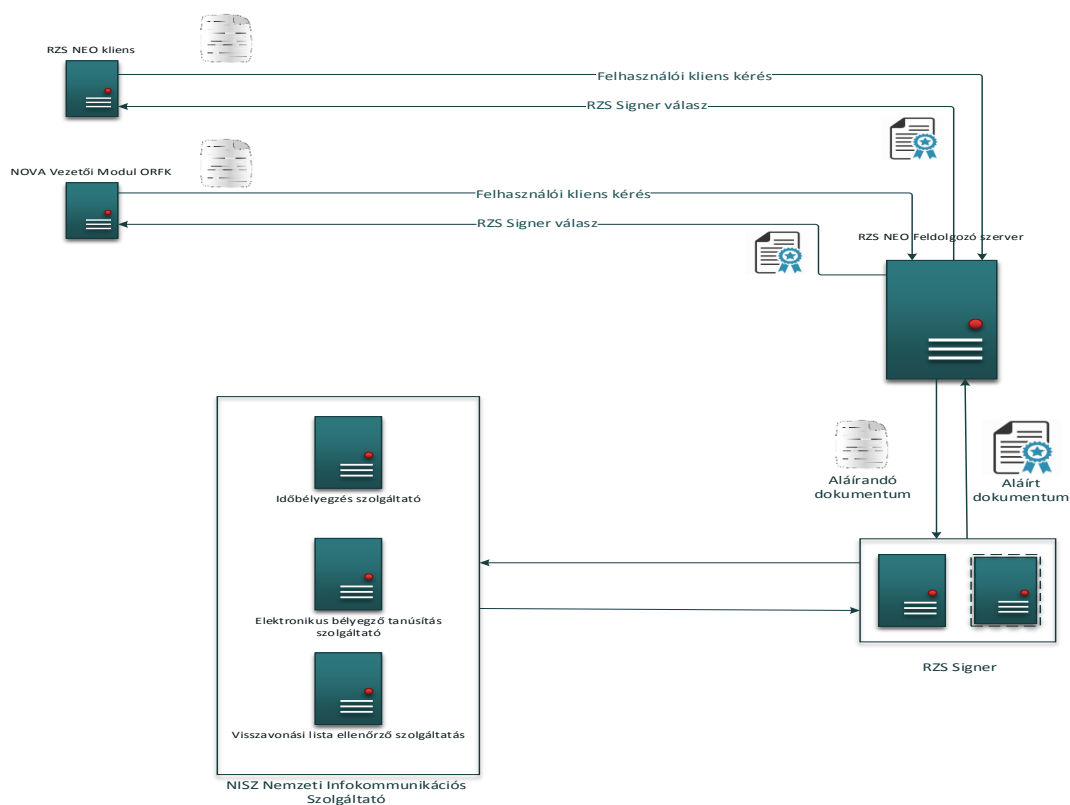 RZS NEO kliens
Felhasználói kliens kérés
RZS Signer válasz
NOVA Vezetői Modul ORFK
Felhasználói kliens kérés
RZS Signer válasz
RZS NEO Feldolgozó szerver
Aláírandó
dokumentum
Aláírt
dokumentum
Időbélyegzés szolgáltató
Elektronikus bélyegző tanúsítás
szolgáltató
Visszavonási lista ellenőrző szolgáltatás
RZS Signer
NISZ Nemzeti Infokommunikációs
Szolgáltató